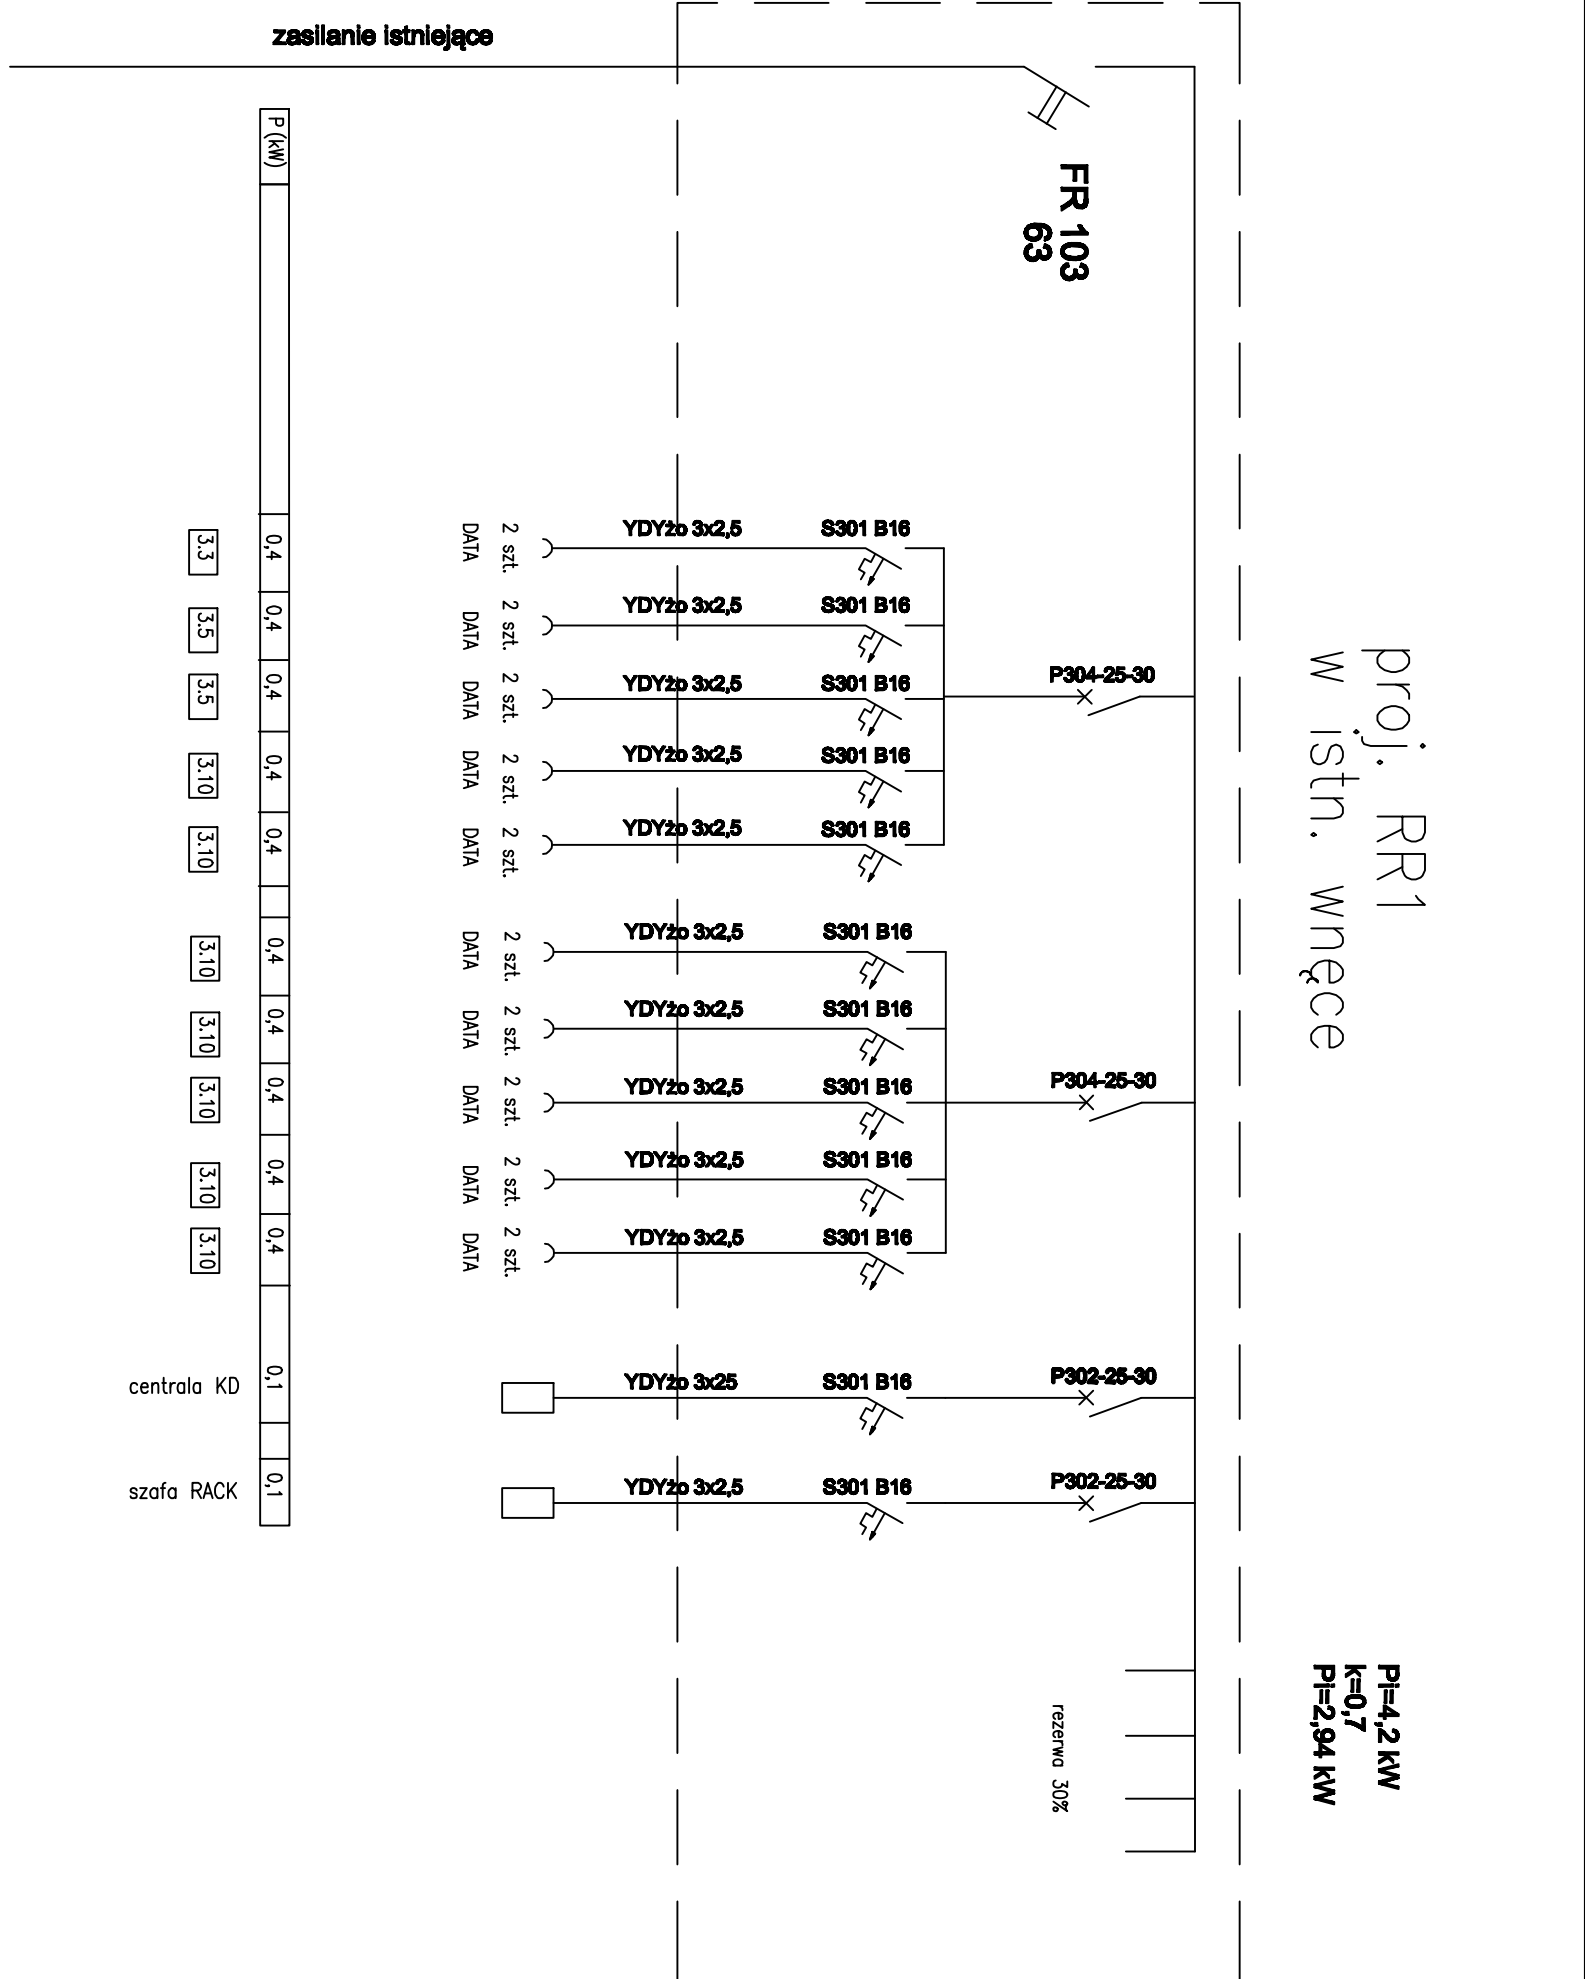 zasilanie istniejące
FR 103
63
proj. RR1
w istn. wnęce
Pi=4,2 kW
k=0,7
Pi=2,94 kW
P304-25-30
S301 B16
YDYżo 3x2,5
2 szt.
DATA
S301 B16
YDYżo 3x2,5
2 szt.
DATA
S301 B16
YDYżo 3x2,5
2 szt.
DATA
S301 B16
YDYżo 3x2,5
2 szt.
DATA
S301 B16
YDYżo 3x2,5
2 szt.
DATA
P304-25-30
S301 B16
YDYżo 3x2,5
2 szt.
DATA
S301 B16
YDYżo 3x2,5
2 szt.
DATA
S301 B16
YDYżo 3x2,5
2 szt.
DATA
S301 B16
YDYżo 3x2,5
2 szt.
DATA
S301 B16
YDYżo 3x2,5
2 szt.
DATA
P302-25-30
S301 B16
YDYżo 3x25
P302-25-30
S301 B16
YDYżo 3x2,5
rezerwa 30%
P(kW)
0,4
0,4
0,4
0,4
0,4
0,4
0,4
0,4
0,4
0,4
0,1
0,1
3.3
3.5
3.5
3.10
3.10
3.10
3.10
3.10
3.10
3.10
centrala KD
szafa RACK